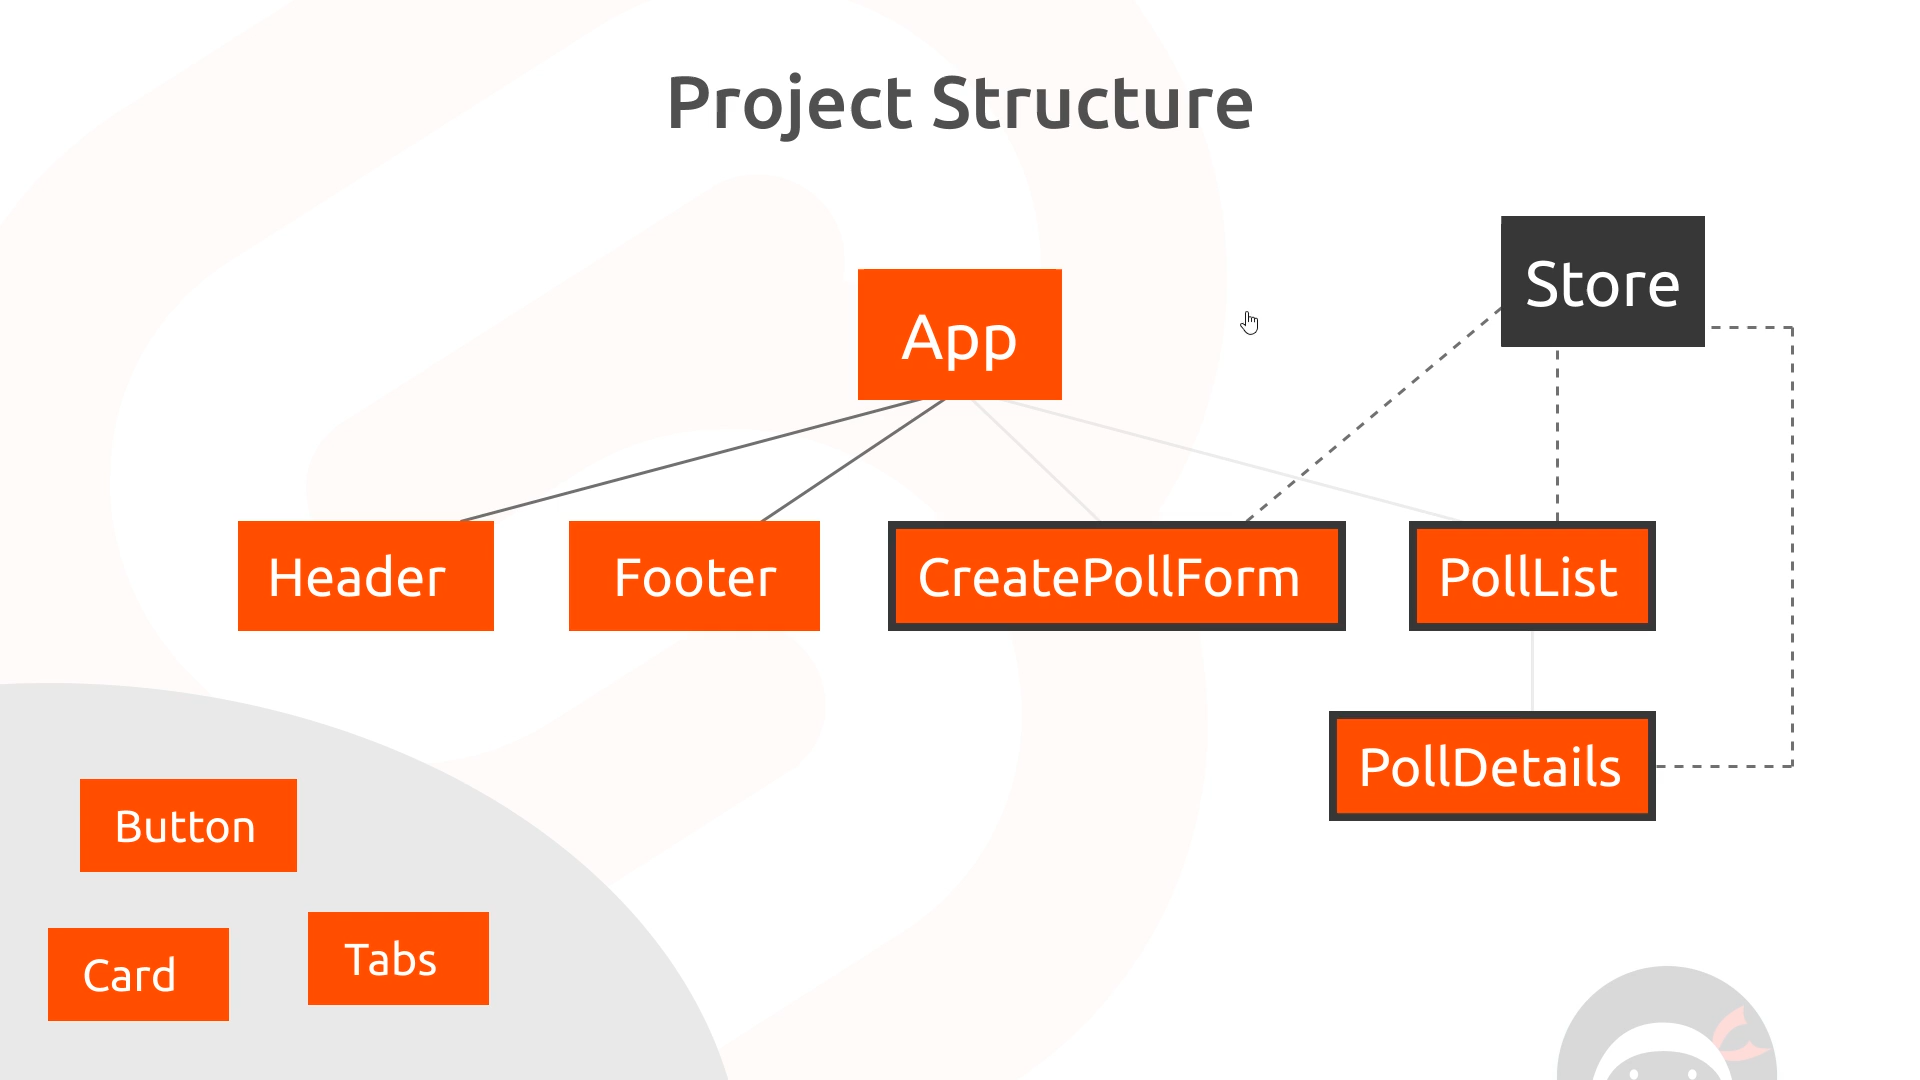 Project Structure
Store
App
Header
Footer
CreatePollForm
PollList
PollDetails
Button
Card
Tabs